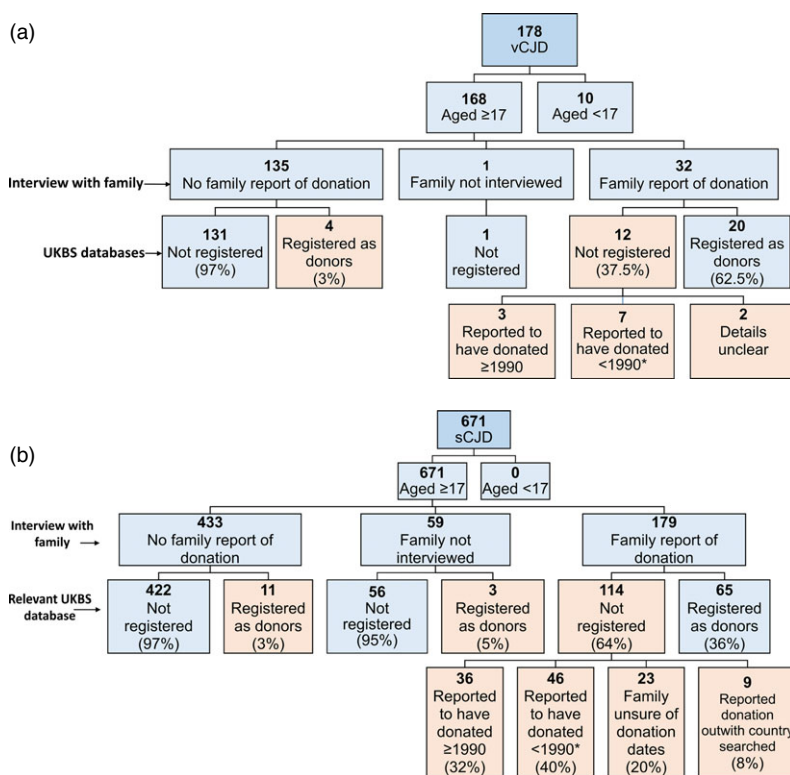 (a)
178
vCJD
168
Aged ≥17
10
Aged <17
Interview with family
135
No family report of donation
1
Family not interviewed
32
Family report of donation
UKBS databases
131
Not registered
(97%)
4
Registered as
donors
(3%)
1
Not
registered
12
Not registered
(37.5%)
20
Registered as
donors
(62.5%)
3
Reported to
have donated
≥1990
7
Reported to
have donated
<1990*
2
Details
unclear
(b)
671
sCJD
671
Aged ≥17
0
Aged <17
Interview with
family
433
No family report of
donation
59
Family not
interviewed
179
Family report of
donation
Relevant UKBS
database
422
Not
registered
(97%)
11
Registered
as donors
(3%)
56
Not
registered
(95%)
3
Registered
as donors
(5%)
114
Not
registered
(64%)
65
Registered
as donors
(36%)
36
Reported
to have
donated
≥1990
(32%)
46
Reported
to have
donated
<1990*
(40%)
23
Family
unsure of
donation
dates
(20%)
9
Reported
donation
outwith country
searched
(8%)